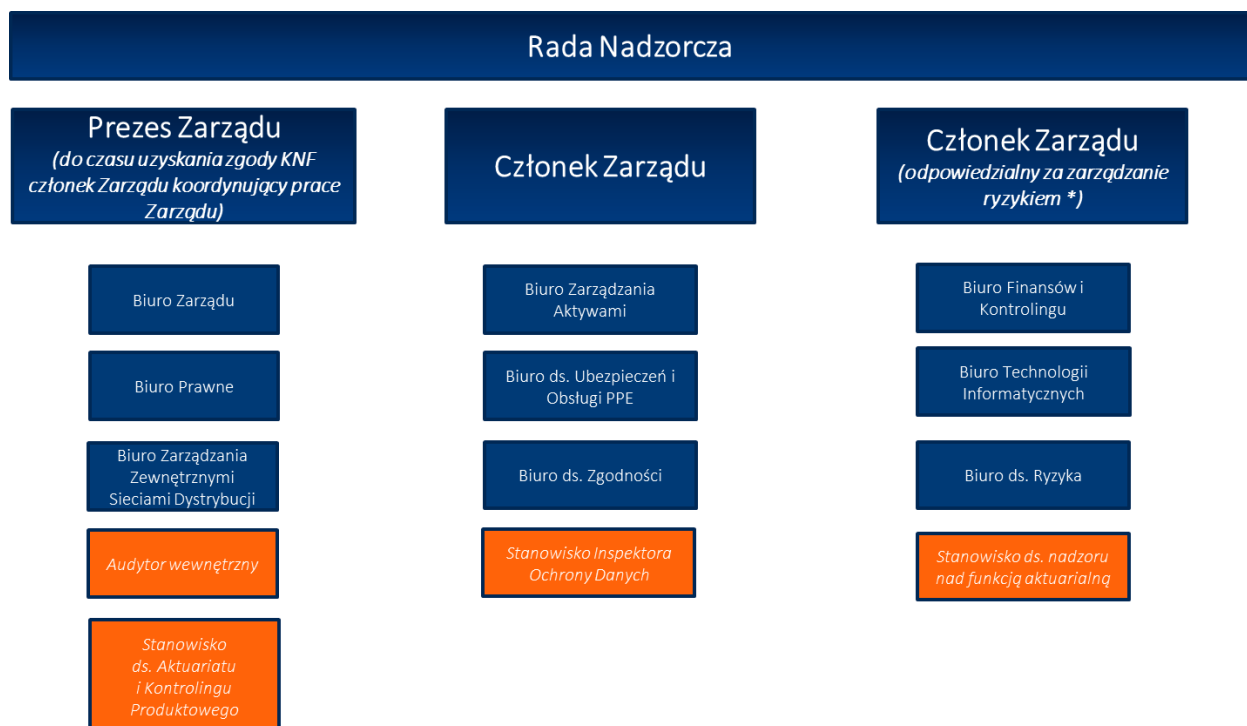 Rada Nadzorcza
Prezes Zarządu
(do czasu uzyskania zgody KNF
członek Zarządu koordynujący prace
Zarządu)
Biuro Zarządu
Biuro Prawne
Biuro Zarządzania
Zewnętrznymi
Sieciami Dystrybucji
Audytor wewnętrzny
Stanowisko
ds. Aktuariatu
i Kontrolingu
Produktowego
Członek Zarządu
Biuro Zarządzania
Aktywami
Biuro ds. Ubezpieczeń i
Obsługi PPE
Biuro ds. Zgodności
Stanowisko Inspektora
Ochrony Danych
Członek Zarządu
(odpowiedzialny za zarządzanie
ryzykiem *)
Biuro Finansów i
Kontrolingu
Biuro Technologii
Informatycznych
Biuro ds. Ryzyka
Stanowisko ds. nadzoru
nad funkcją aktuarialną